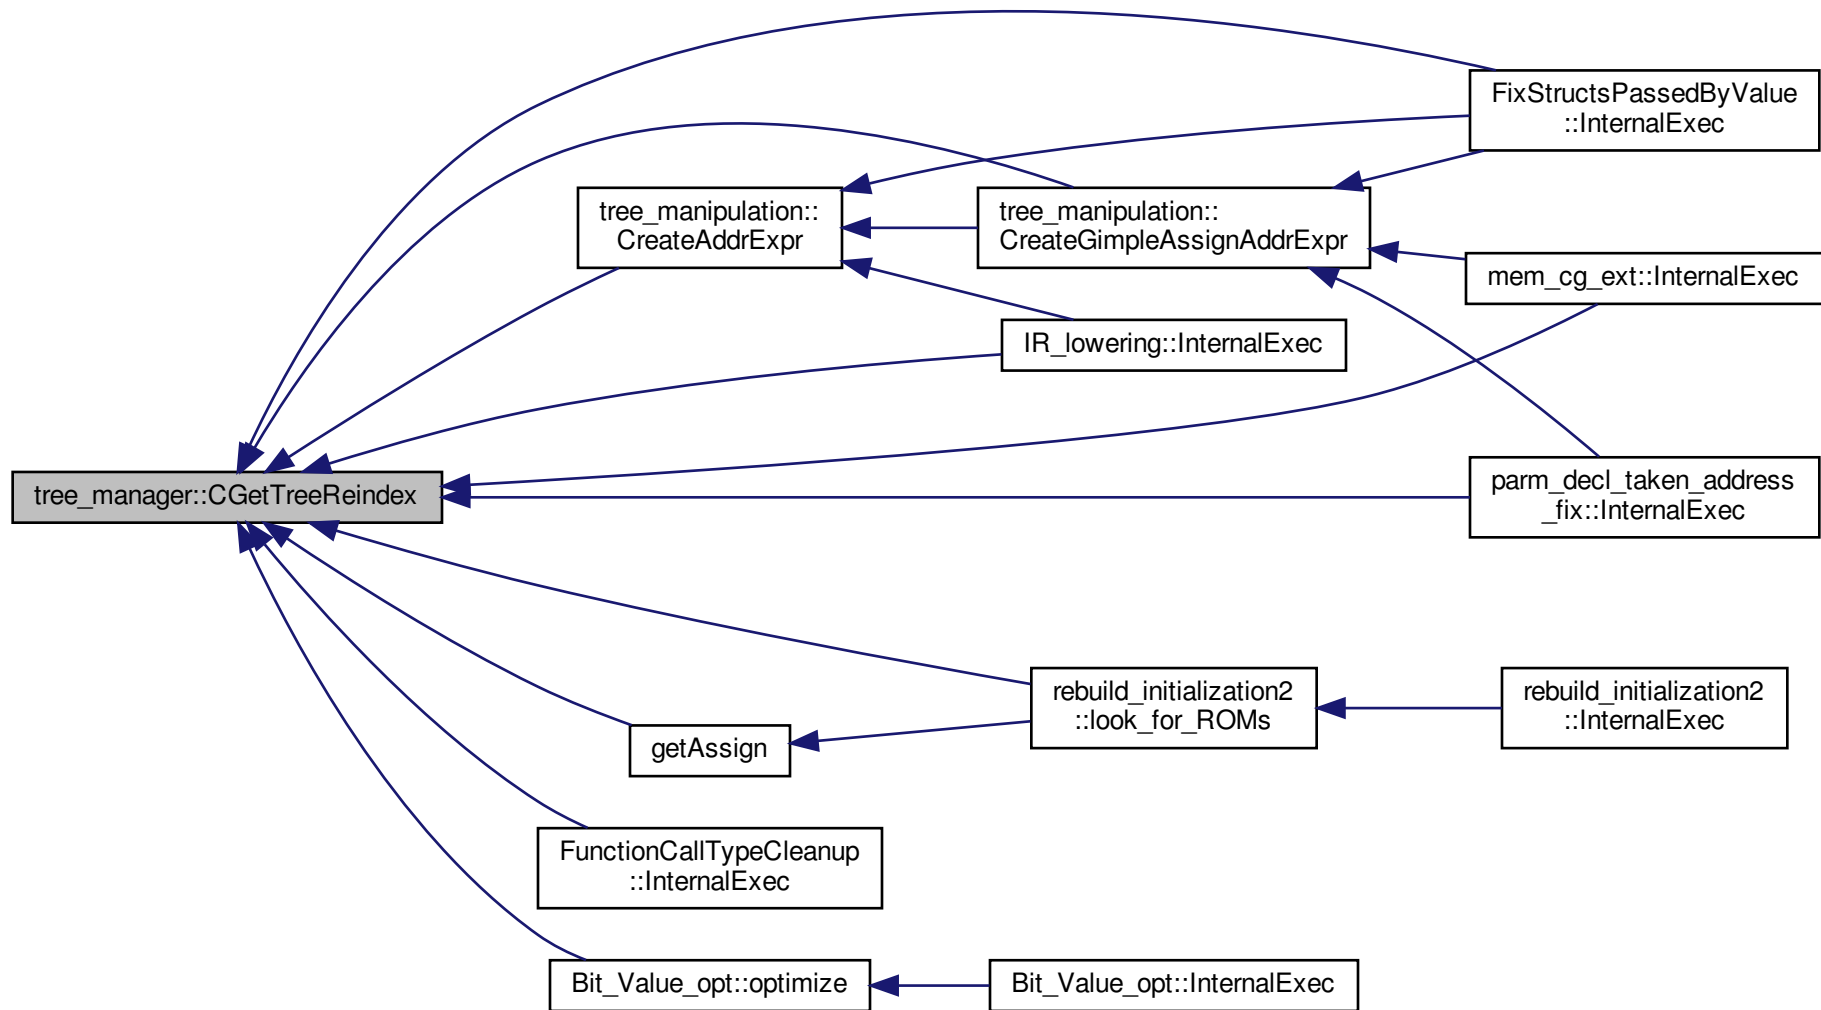 FixStructsPassedByValue
::InternalExec
tree_manipulation::
CreateAddrExpr
tree_manipulation::
CreateGimpleAssignAddrExpr
mem_cg_ext::InternalExec
IR_lowering::InternalExec
tree_manager::CGetTreeReindex
parm_decl_taken_address
_fix::InternalExec
rebuild_initialization2
::look_for_ROMs
rebuild_initialization2
::InternalExec
getAssign
FunctionCallTypeCleanup
::InternalExec
Bit_Value_opt::optimize
Bit_Value_opt::InternalExec